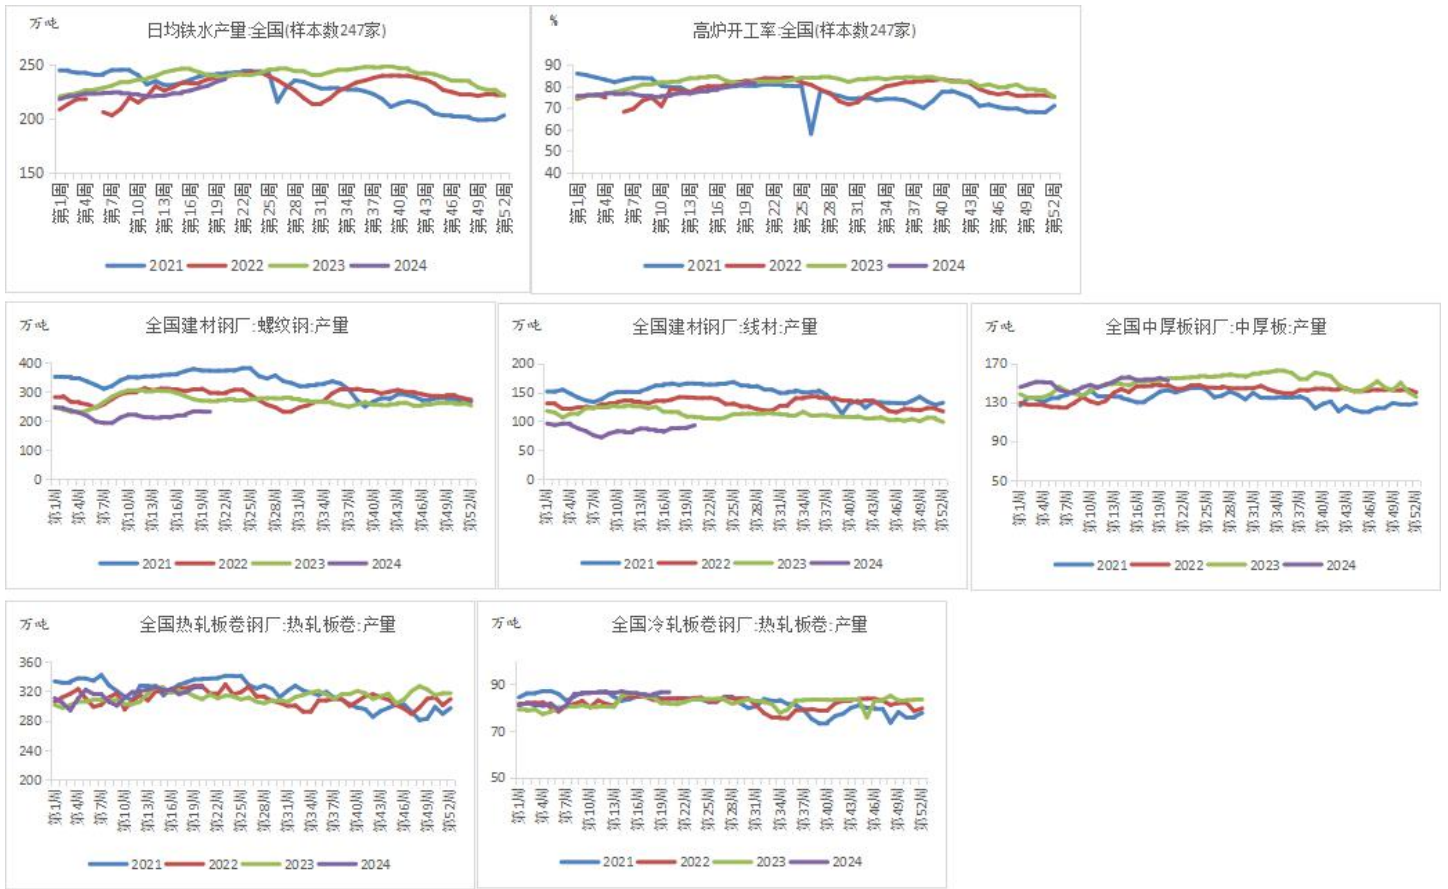 万吨
日均铁水产量:全国(样本数247家)
250
200
150
第1周
第4周
第7周
第10周
第13周
第16周
第19周
第22周
第25周
第28周
第31周
第34周
第37周
第40周
第43周
第46周
第49周
第52周
2021
2022
2023
2024
%
高炉开工率:全国(样本数247家)
90
80
70
60
50
40
第1周
第4周
第7周
第10周
第13周
第16周
第19周
第22周
第25周
第28周
第31周
第34周
第37周
第40周
第43周
第46周
第49周
第52周
2021
2022
2023
2024
万吨
全国建材钢厂:螺纹钢:产量
400
300
200
100
0
第1周
第4周
第7周
第10周
第13周
第16周
第19周
第22周
第25周
第28周
第31周
第34周
第37周
第40周
第43周
第46周
第49周
第52周
2021
2022
2023
2024
万吨
全国建材钢厂:线材:产量
200
150
100
50
0
第1周
第4周
第7周
第10周
第13周
第16周
第19周
第22周
第25周
第28周
第31周
第34周
第37周
第40周
第43周
第46周
第49周
第52周
2021
2022
2023
2024
万吨
全国中厚板钢厂:中厚板:产量
170
130
90
50
第1周
第4周
第7周
第10周
第13周
第16周
第19周
第22周
第25周
第28周
第31周
第34周
第37周
第40周
第43周
第46周
第49周
第52周
2021
2022
2023
2024
万吨
全国热轧板卷钢厂:热轧板卷:产量
360
320
280
240
200
第1周
第4周
第7周
第10周
第13周
第16周
第19周
第22周
第25周
第28周
第31周
第34周
第37周
第40周
第43周
第46周
第49周
第52周
2021
2022
2023
2024
万吨
全国冷轧板卷钢厂:热轧板卷:产量
90
70
50
第1周
第4周
第7周
第10周
第13周
第16周
第19周
第22周
第25周
第28周
第31周
第34周
第37周
第40周
第43周
第46周
第49周
第52周
2021
2022
2023
2024